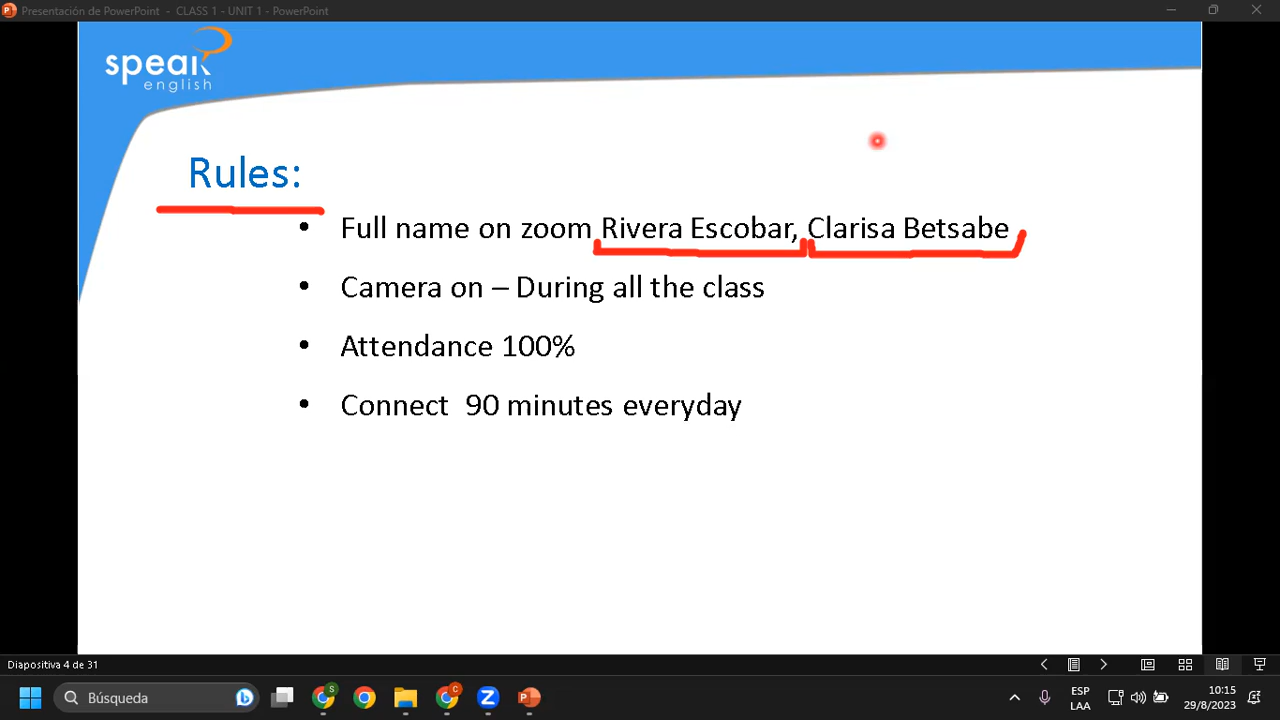 Presentación de PowerPoint - CLASS 1 - UNIT 1 - PowerPoint
speak
english
Rules:
• Full name on zoom Rivera Escobar, Clarisa Betsabe
• Camera on – During all the class
• Attendance 100%
• Connect 90 minutes everyday
Diapositiva 4 de 31
Búsqueda
S
C
ESP
LAA
10:15
29/8/2023